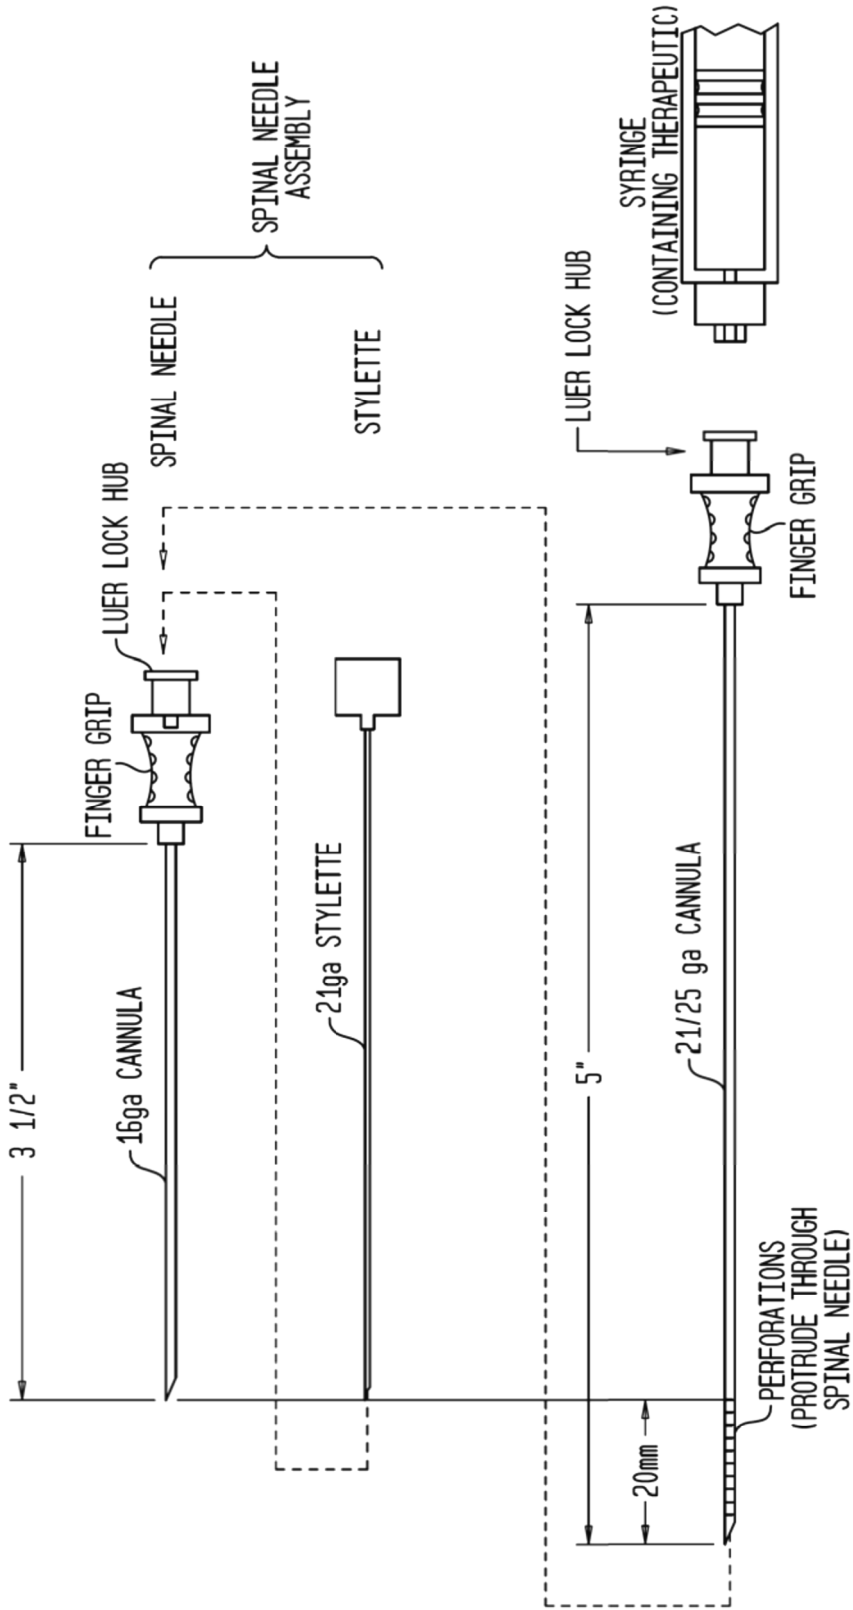 3 1/2"
16ga CANNULA
FINGER GRIP
LUER LOCK HUB
SPINAL NEEDLE
SPINAL NEEDLE
ASSEMBLY
21ga STYLETTE
STYLETTE
5"
LUER LOCK HUB
SYRINGE
(CONTAINING THERAPEUTIC)
20mm
21/25 ga CANNULA
FINGER GRIP
PERFORATIONS
(PROTRUDE THROUGH
SPINAL NEEDLE)